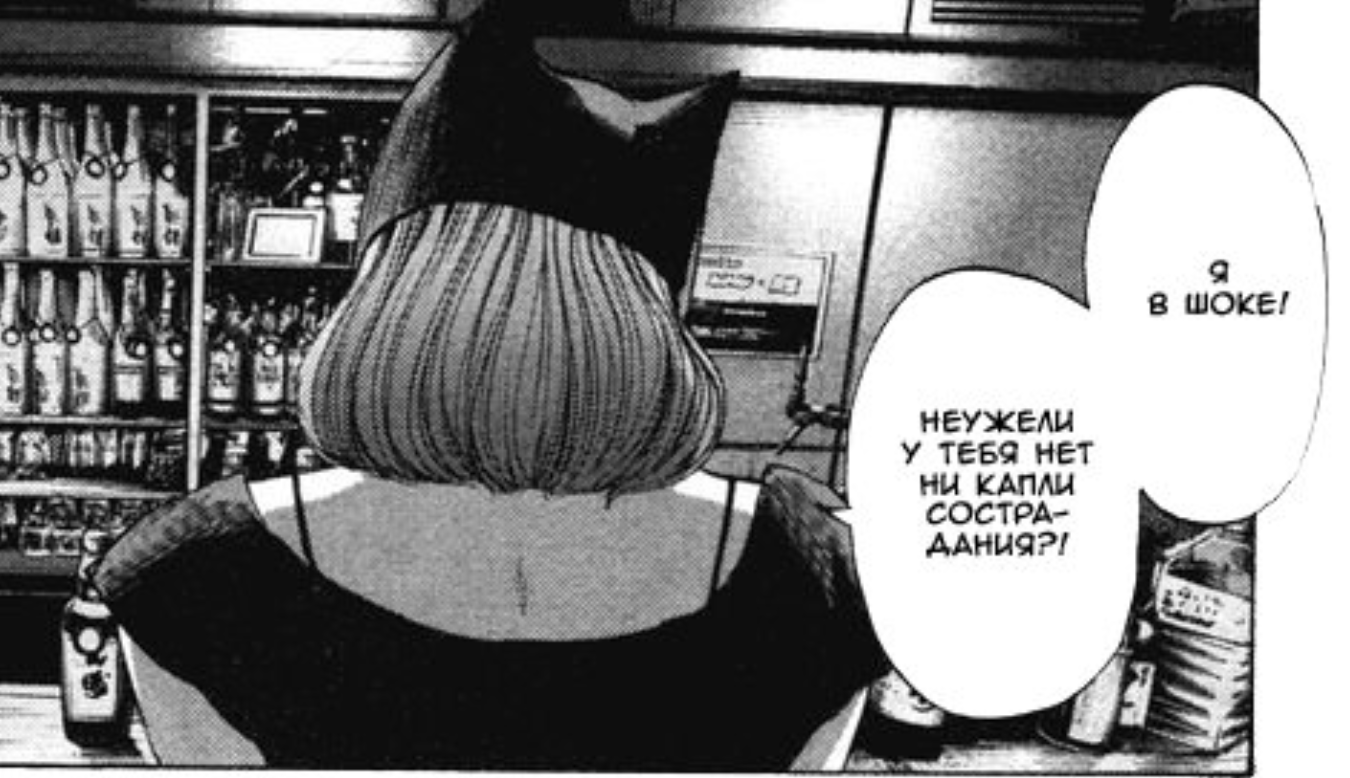 Я
В ШОКЕ!
НЕУЖЕЛИ
У ТЕБЯ НЕТ
НИ КАПЛИ
СОСТРА-
ДАНИЯ?!